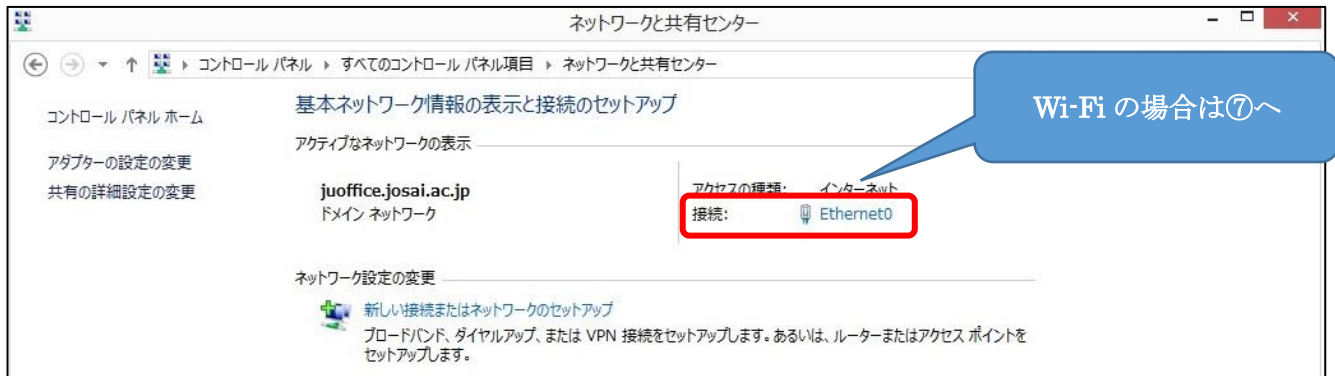 ネットワークと共有センター
コントロール パネル ▸ すべてのコントロール パネル項目 ▸ ネットワークと共有センター
Wi-Fi の場合は⑦へ
コントロール パネル ホーム
アダプターの設定の変更
共有の詳細設定の変更
基本ネットワーク情報の表示と接続のセットアップ
アクティブなネットワークの表示
juoffice.josai.ac.jp
ドメイン ネットワーク
アクセスの種類: インターネット
接続: Ethernet0
ネットワーク設定の変更
新しい接続またはネットワークのセットアップ
ブロードバンド、ダイヤルアップ、または VPN 接続をセットアップします。あるいは、ルーターまたはアクセス ポイントを
セットアップします。